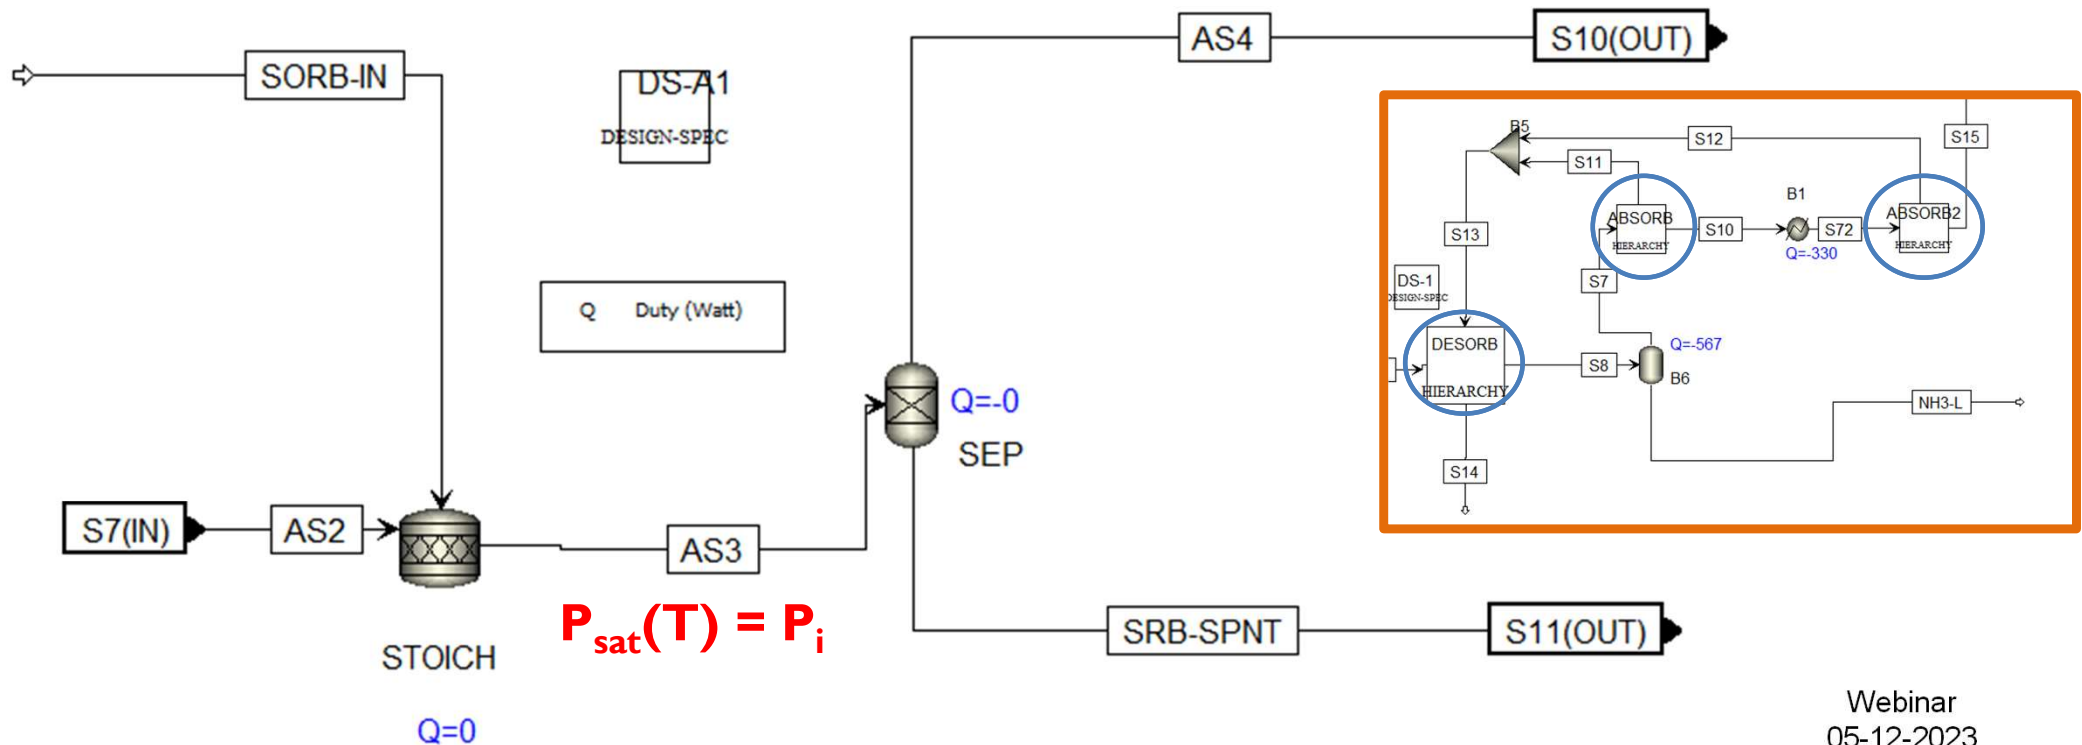 AS4
S10(OUT)
SORB-IN
DS-A1
DESIGN-SPEC
B5
S12
S15
S11
B1
ABSORB
HIERARCHY
S10
S72
ABSORB2
HIERARCHY
Q=-330
S13
DS-1
DESIGN-SPEC
S7
Q Duty (Watt)
DESORB
HIERARCHY
S8
Q=-567
B6
NH3-L
S14
Q=-0
SEP
S7(IN)
AS2
AS3
Psat(T) = Pi
SRB-SPNT
S11(OUT)
STOICH
Q=0
Webinar
05-12-2023